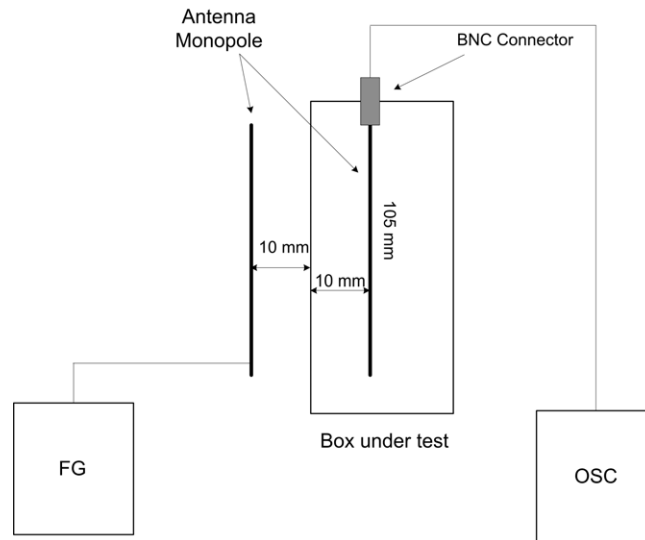 Antenna
Monopole
BNC Connector
105 mm
10 mm
10 mm
Box under test
FG
OSC